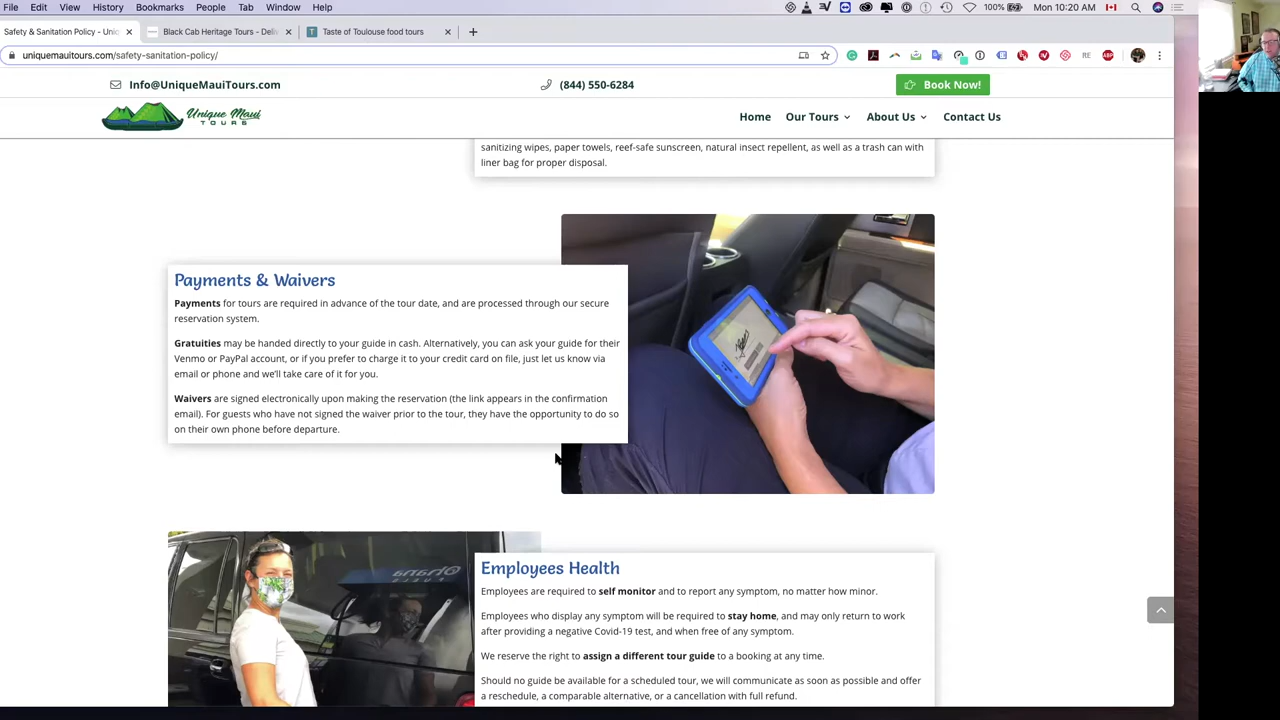 File Edit View History Bookmarks People Tab Window Help 100% Mon 10:20 AM
Safety & Sanitation Policy - Uniq Black Cab Heritage Tours - Deli Taste of Toulouse food tours
uniquemauitours.com/safety-sanitation-policy/
Info@UniqueMauiTours.com (844) 550-6284 Book Now!
Unique Maui
TOURS
Home Our Tours About Us Contact Us
sanitizing wipes, paper towels, reef-safe sunscreen, natural insect repellent, as well as a trash can with
liner bag for proper disposal.
Payments & Waivers
Payments for tours are required in advance of the tour date, and are processed through our secure
reservation system.
Gratuities may be handed directly to your guide in cash. Alternatively, you can ask your guide for their
Venmo or PayPal account, or if you prefer to charge it to your credit card on file, just let us know via
email or phone and we'll take care of it for you.
Waivers are signed electronically upon making the reservation (the link appears in the confirmation
email). For guests who have not signed the waiver prior to the tour, they have the opportunity to do so
on their own phone before departure.
Employees Health
Employees are required to self monitor and to report any symptom, no matter how minor.
Employees who display any symptom will be required to stay home, and may only return to work
after providing a negative Covid-19 test, and when free of any symptom.
We reserve the right to assign a different tour guide to a booking at any time.
Should no guide be available for a scheduled tour, we will communicate as soon as possible and offer
a reschedule, a comparable alternative, or a cancellation with full refund.